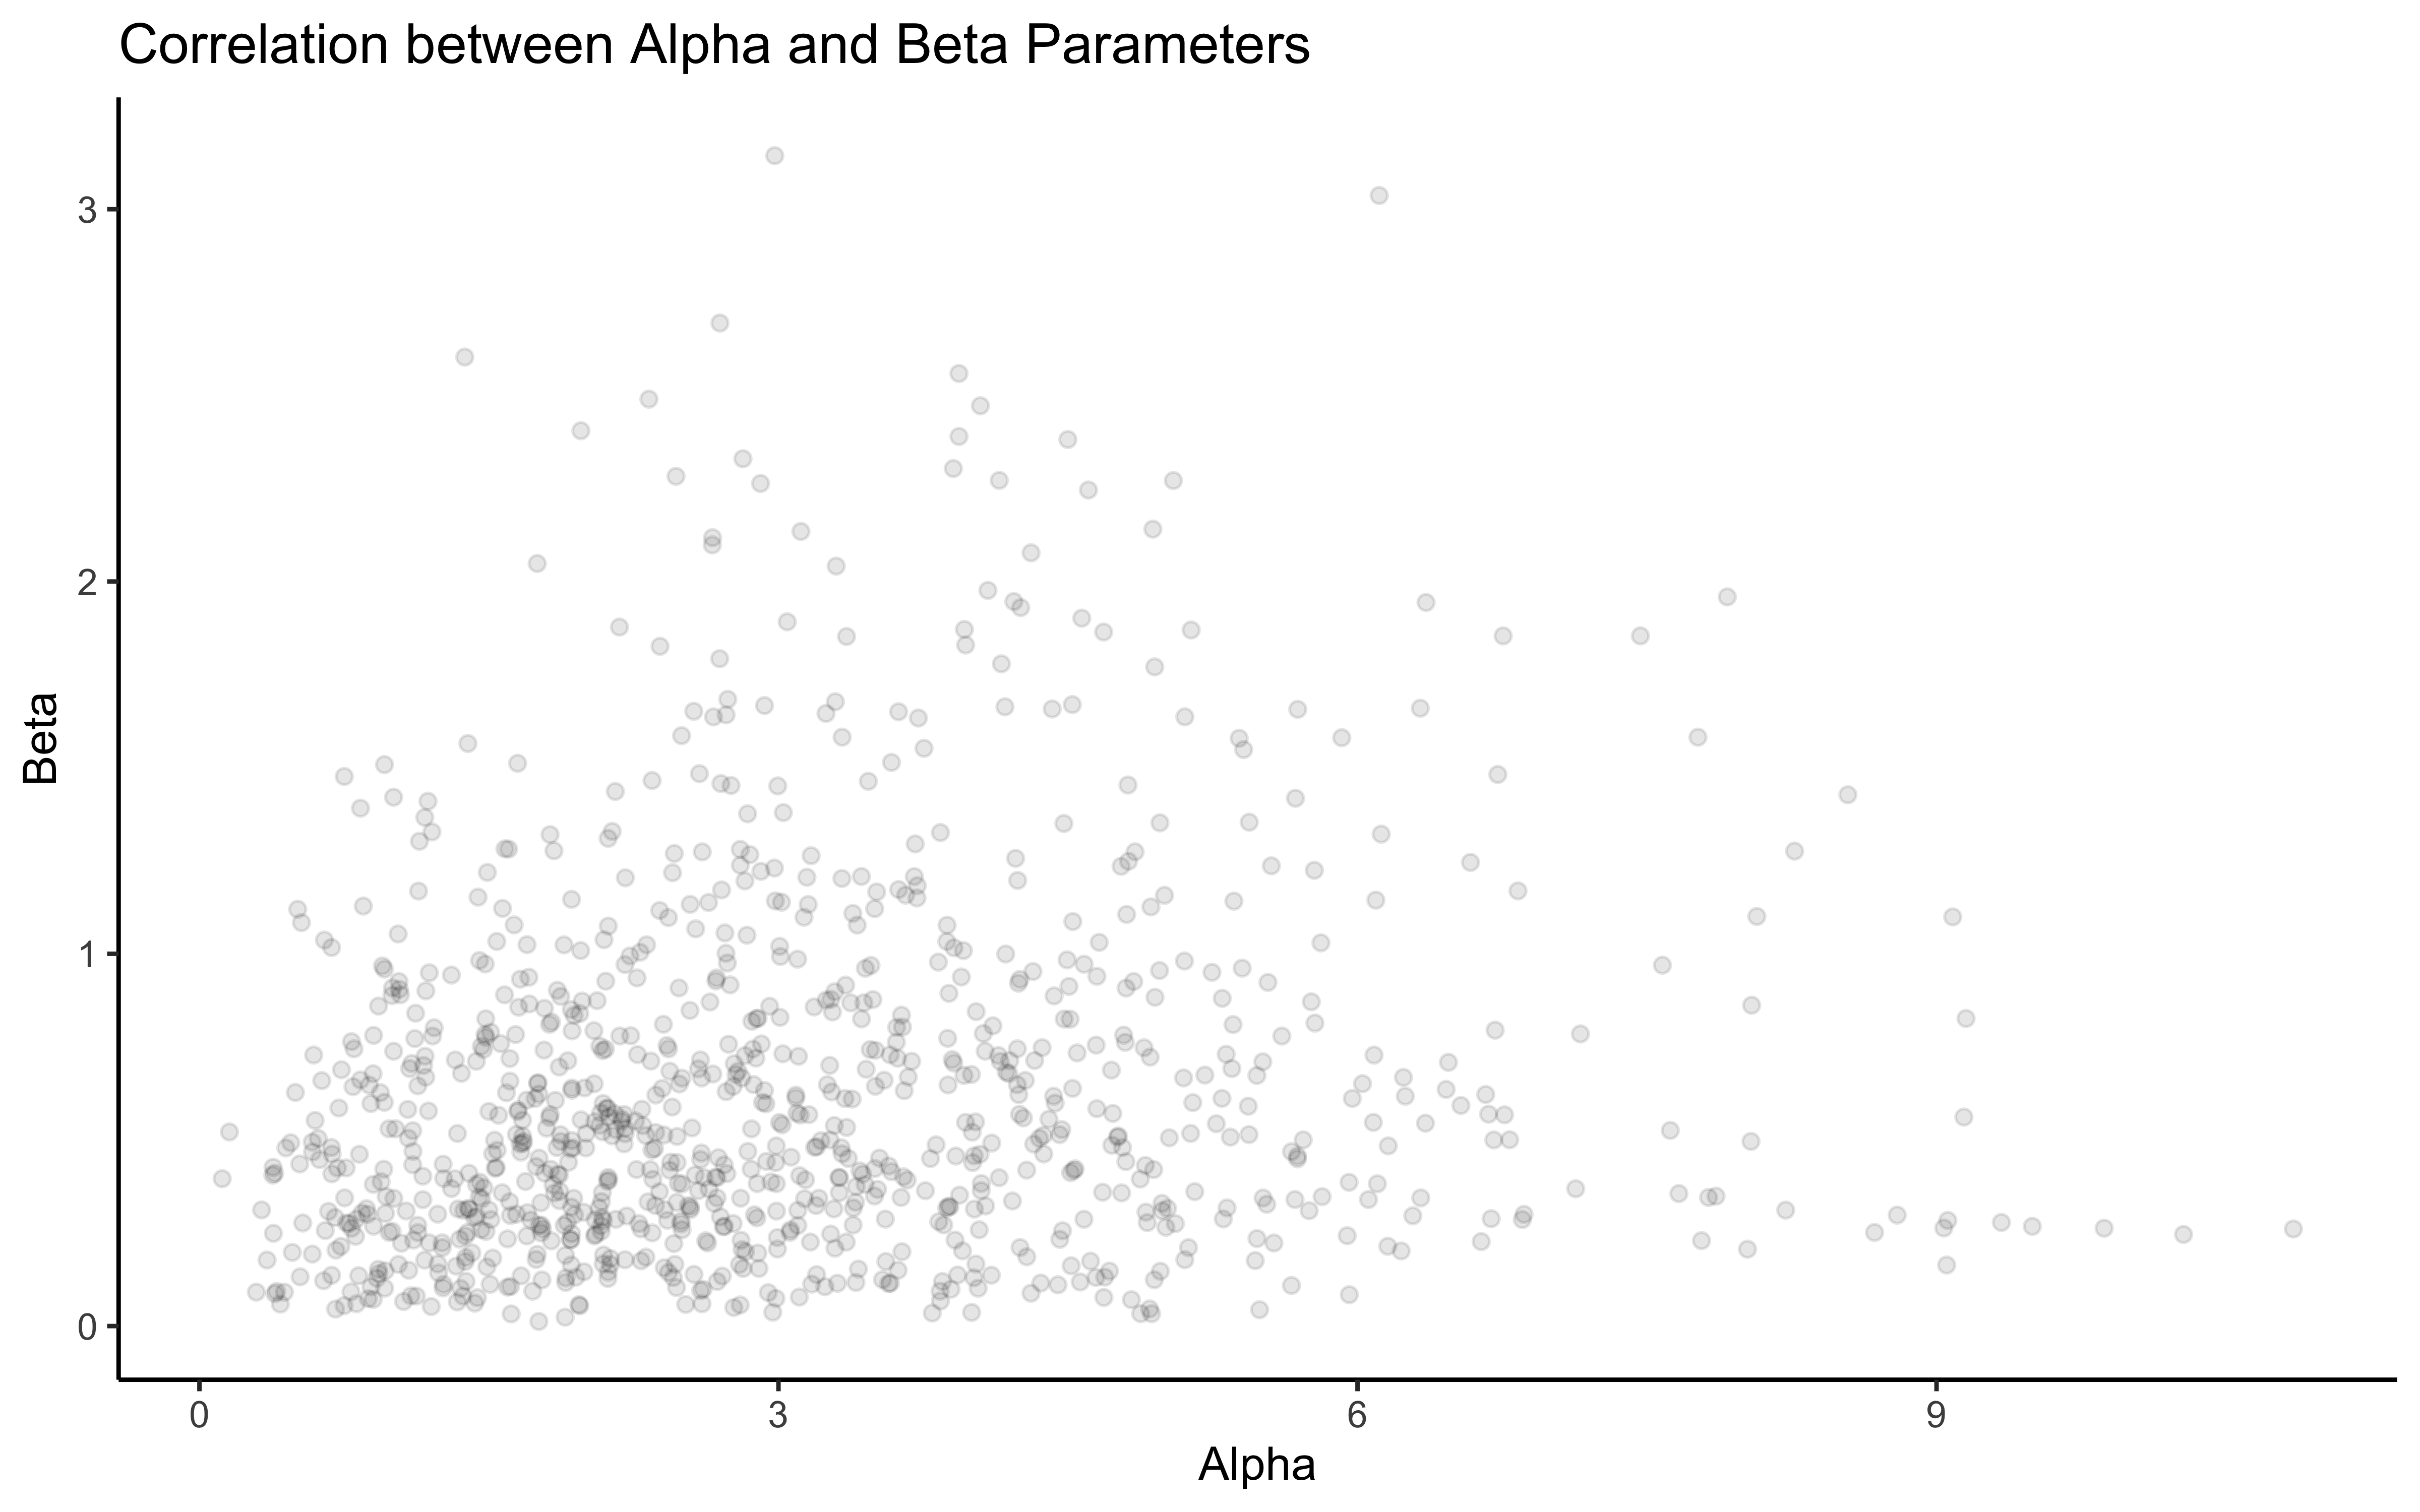 Correlation between Alpha and Beta Parameters
3
2
1
0
Beta
0 3 6 9
Alpha